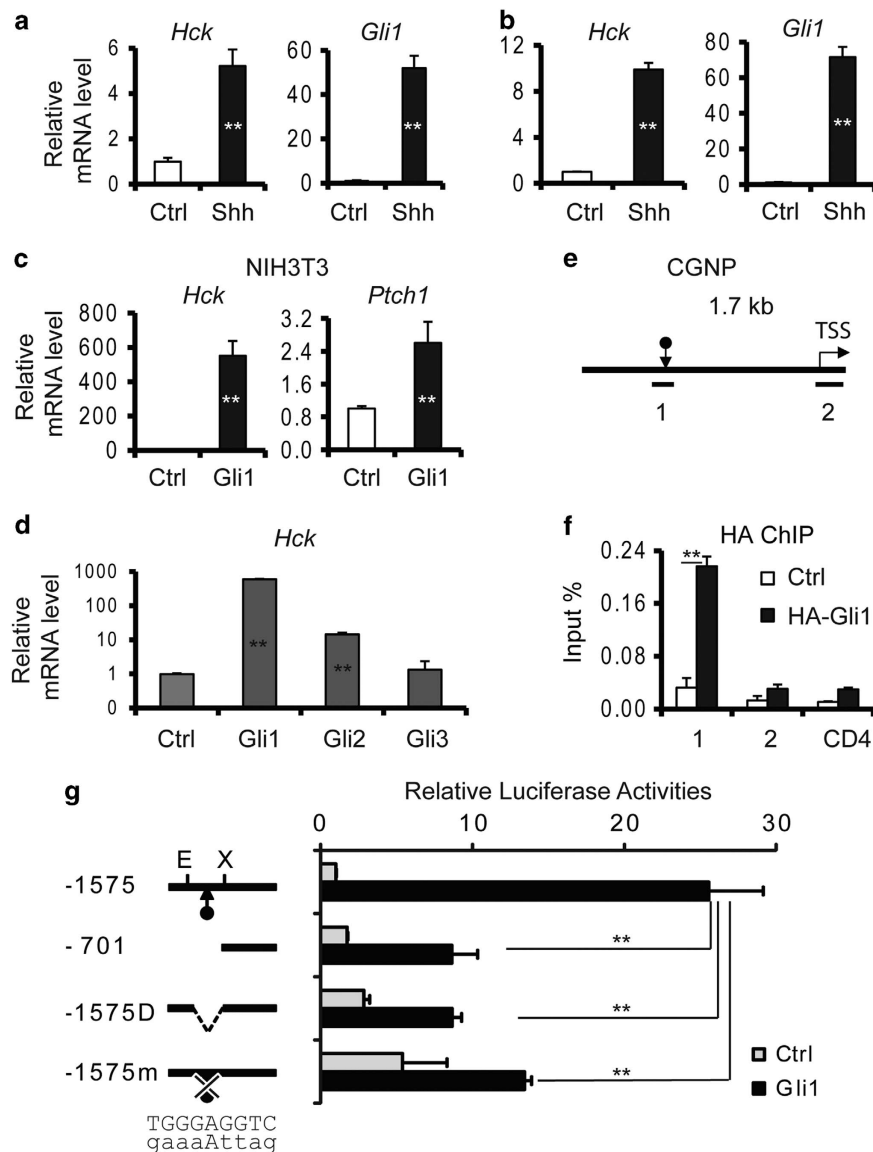 a
Hck
Gli1
Relative mRNA level
6
4
2
0
60
40
20
0
**
**
Ctrl Shh
Ctrl Shh
b
Hck
Gli1
12
8
4
0
80
60
40
20
0
**
**
Ctrl Shh
Ctrl Shh
c
NIH3T3
Hck
Ptch1
Relative mRNA level
800
600
400
200
0
3.2
2.4
1.6
0.8
0.0
**
**
Ctrl Gli1
Ctrl Gli1
e
CGNP
1.7 kb
TSS
1 2
d
Hck
Relative mRNA level
1000
100
10
1
0
**
**
Ctrl Gli1 Gli2 Gli3
f
HA ChIP
Input %
0.24
0.16
0.08
0.00
**
Ctrl
HA-Gli1
1 2 CD4
g
Relative Luciferase Activities
0 10 20 30
E X
-1575
- 701
-1575D
-1575m
TGGGAGGTC
gaaaAttag
**
**
**
Ctrl
Gli1